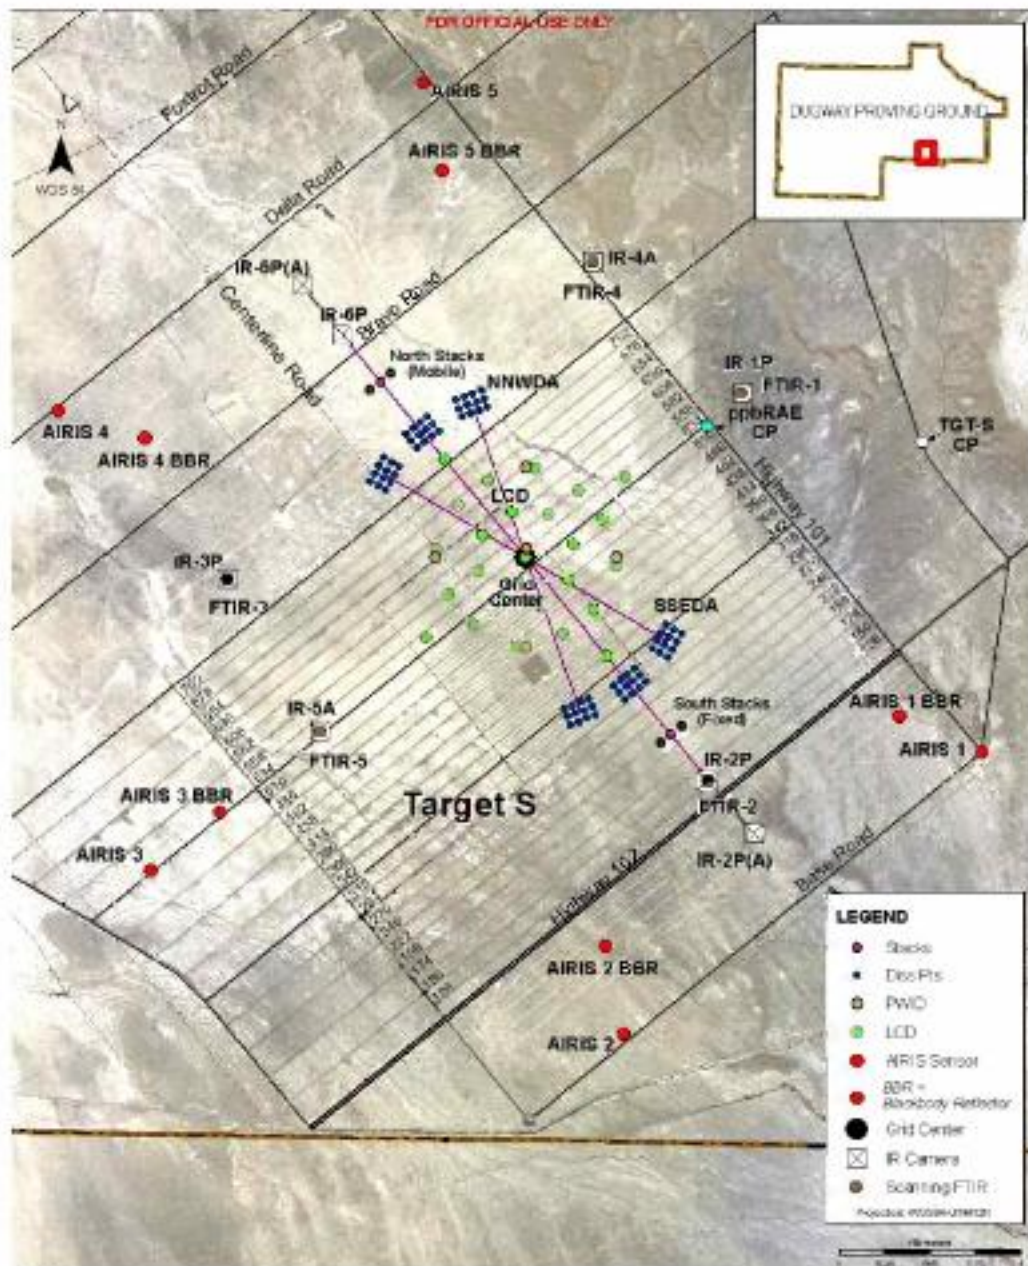 FOR OFFICIAL USE ONLY
Foxtrot Road
AIRIS 5
DUGWAY PROVING GROUND
N
AIRIS 5 BBR
WGS 84
Delta Road
IR-6P(A)
IR-4A
FTIR-4
Centerline Road
IR-6P
Bravo Road
North Stacks
(Mobile)
NNWDA
IR-1P
FTIR-1
ppbRAE
CP
TGT-S
CP
AIRIS 4
AIRIS 4 BBR
Highway 101
LCD
IR-3P
FTIR-3
Grid
Center
SSEDA
IR-5A
FTIR-5
South Stacks
(Fixed)
AIRIS 1 BBR
AIRIS 1
IR-2P
FTIR-2
AIRIS 3 BBR
Target S
IR-2P(A)
AIRIS 3
Highway 107
Base Road
AIRIS 2 BBR
AIRIS 2
LEGEND
Stacks
Diss Pts
PWID
LCD
AIRIS Sensor
BBR =
Blackbody Reflector
Grid Center
IR Camera
Scanning FTIR